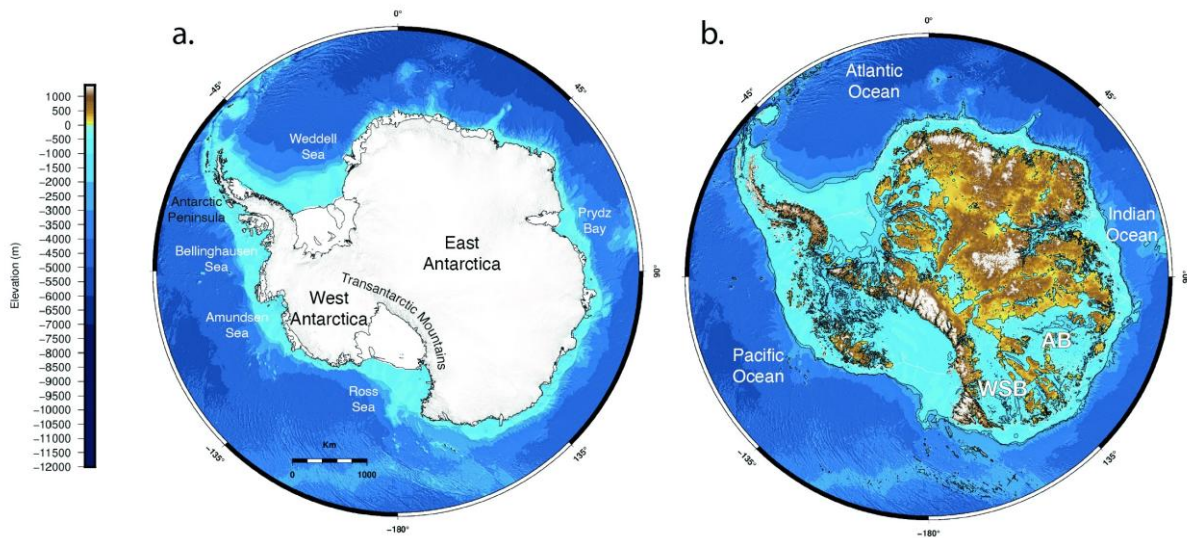 a.
b.
Elevation (m)
1000
500
0
−500
−1000
−1500
−2000
−2500
−3000
−3500
−4000
−4500
−5000
−5500
−6000
−6500
−7000
−7500
−8000
−8500
−9000
−9500
−10000
−10500
−11000
−11500
−12000
0°
45°
90°
135°
−180°
−135°
−45°
Weddell
Sea
Antarctic
Peninsula
Bellinghausen
Sea
Amundsen
Sea
West
Antarctica
Transantarctic Mountains
East
Antarctica
Prydz
Bay
Ross
Sea
Km
0
1000
0°
45°
90°
135°
−180°
−135°
−45°
Atlantic
Ocean
Indian
Ocean
Pacific
Ocean
AB
WSB